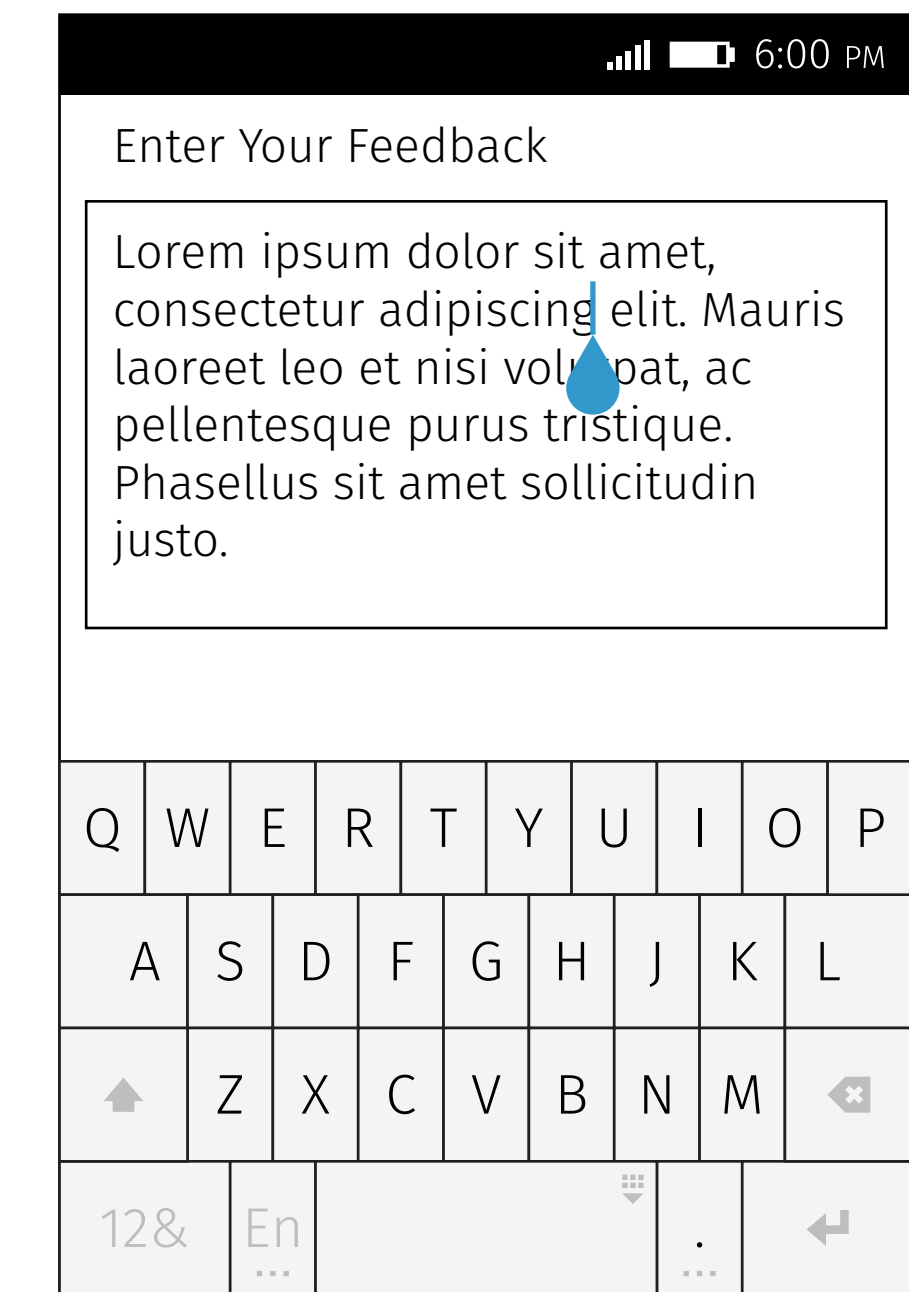 6:00 PM
Enter Your Feedback
Lorem ipsum dolor sit amet,
consectetur adipiscing elit. Mauris
laoreet leo et nisi volutpat, ac
pellentesque purus tristique.
Phasellus sit amet sollicitudin
justo.
Q W E R T Y U I O P
A S D F G H J K L
Z X C V B N M
12& En .